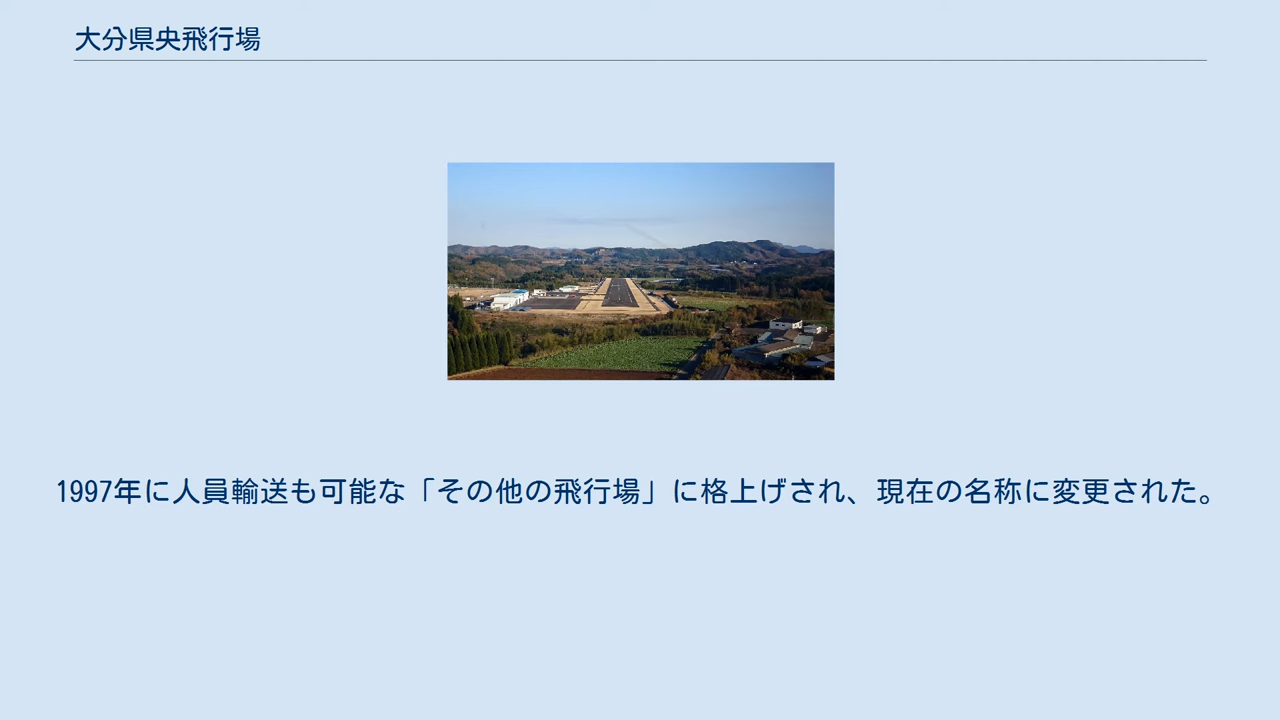 大分県央飛行場
1997年に人員輸送も可能な「その他の飛行場」に格上げされ、現在の名称に変更された。